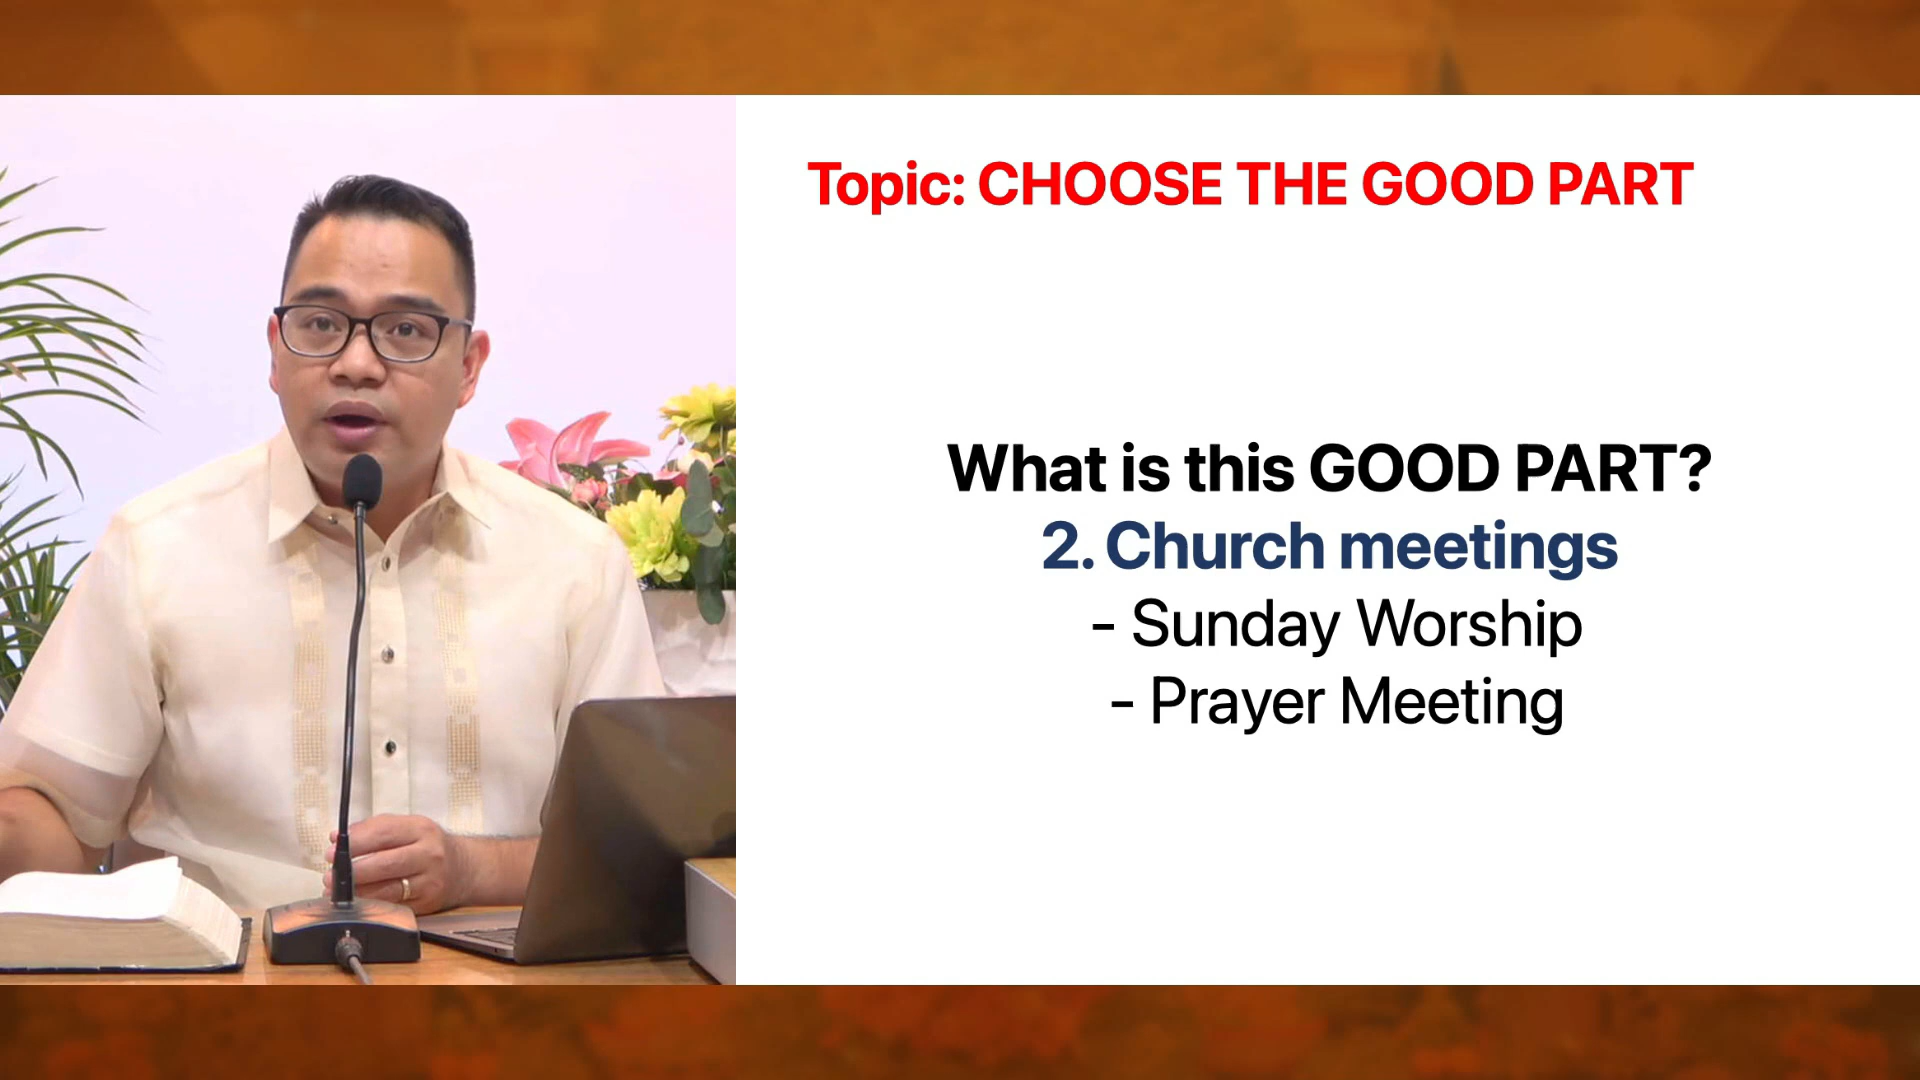 Topic: CHOOSE THE GOOD PART
What is this GOOD PART?
2. Church meetings
- Sunday Worship
- Prayer Meeting